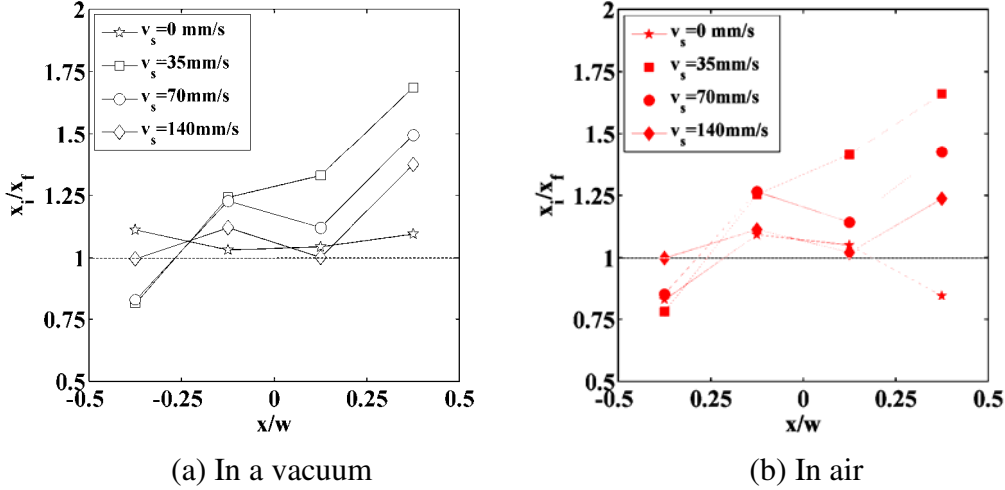 2
v_s=0 mm/s
v_s=35mm/s
v_s=70mm/s
v_s=140mm/s
1.75
1.5
1.25
1
0.75
0.5
x_i/x_f
-0.5 -0.25 0 0.25 0.5
x/w
(a) In a vacuum
2
v_s=0 mm/s
v_s=35mm/s
v_s=70mm/s
v_s=140mm/s
1.75
1.5
1.25
1
0.75
0.5
x_i/x_f
-0.5 -0.25 0 0.25 0.5
x/w
(b) In air